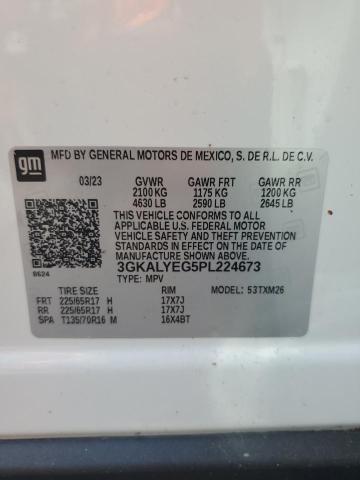 gm
MFD BY GENERAL MOTORS DE MEXICO, S. DE R.L. DE C.V.
03/23 GVWR GAWR FRT GAWR RR
2100 KG 1175 KG 1200 KG
4630 LB 2590 LB 2645 LB
THIS VEHICLE CONFORMS TO ALL
APPLICABLE U.S. FEDERAL MOTOR
VEHICLE SAFETY, BUMPER, AND THEFT PREVENTION
STANDARDS IN EFFECT ON THE DATE OF
MANUFACTURE SHOWN ABOVE.
8624 3GKALYEG5PL224673
TYPE: MPV
TIRE SIZE RIM MODEL: 53TXM26
FRT 225/65R17 H 17X7J
RR 225/65R17 H 17X7J
SPA T135/70R16 M 16X4BT